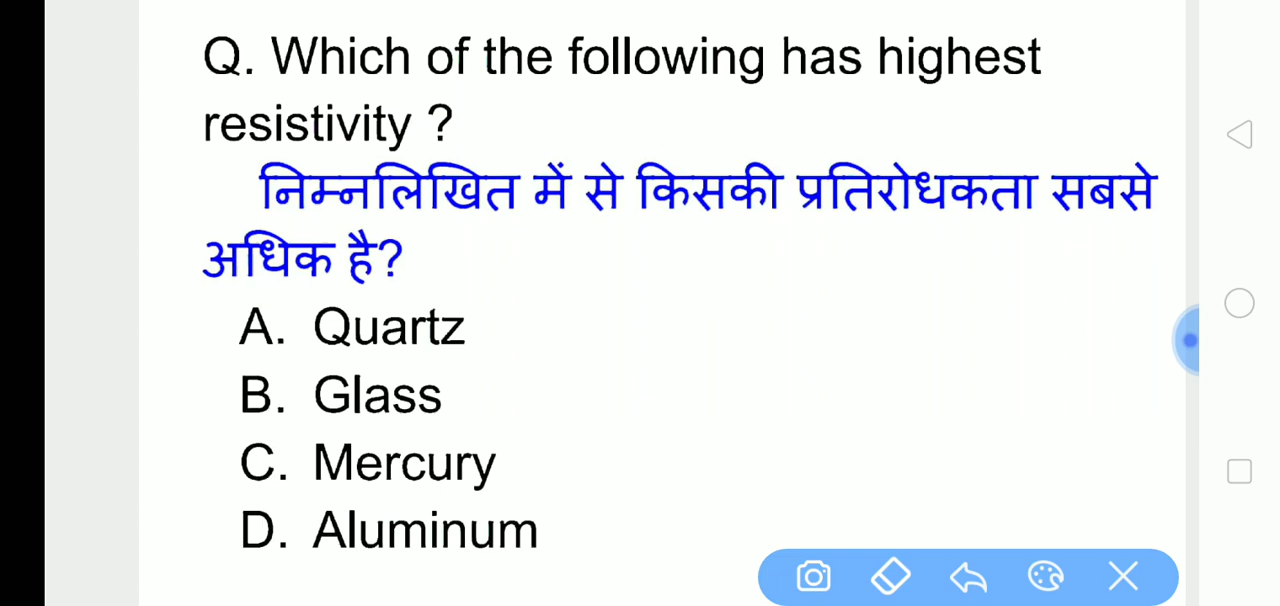 Q. Which of the following has highest
resistivity ?
निम्नलिखित में से किसकी प्रतिरोधकता सबसे
अधिक है?
A. Quartz
B. Glass
C. Mercury
D. Aluminum